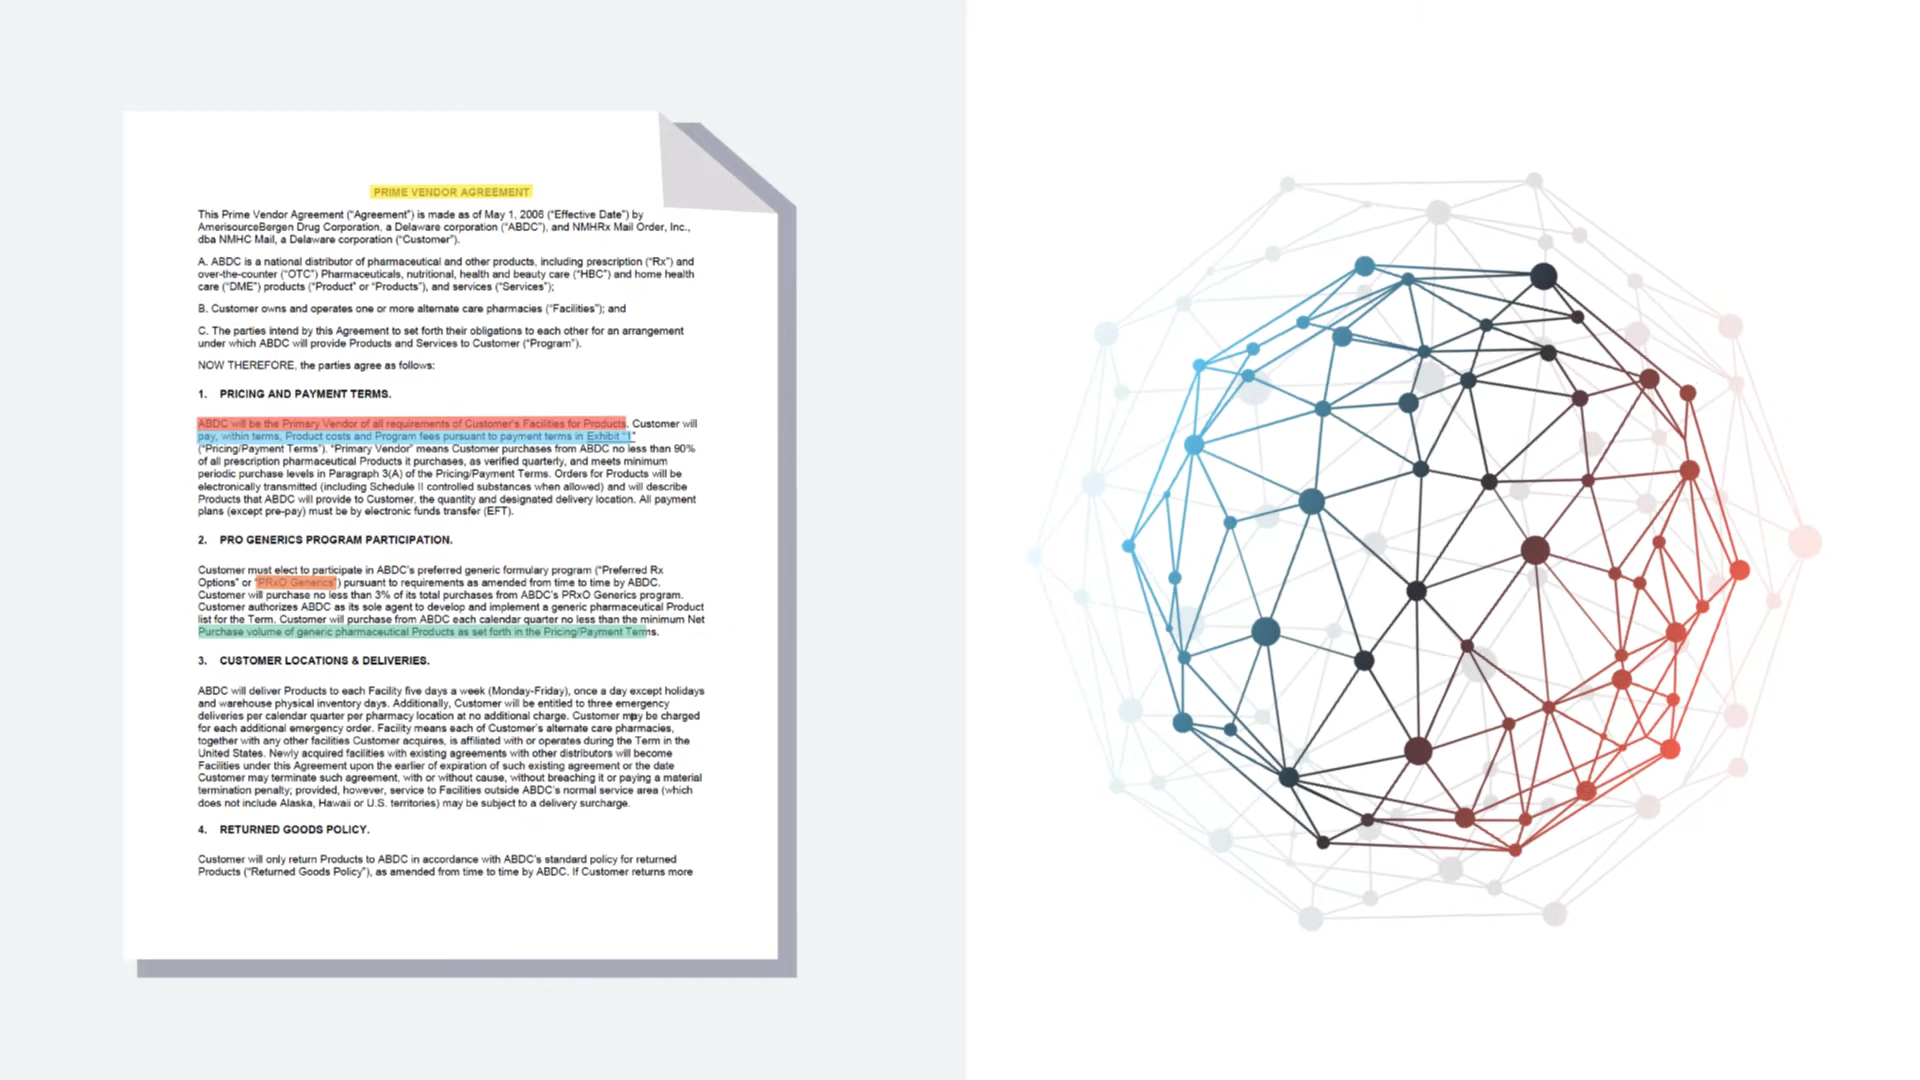 PRIME VENDOR AGREEMENT
This Prime Vendor Agreement (“Agreement”) is made as of May 1, 2006 (“Effective Date”) by
AmerisourceBergen Drug Corporation, a Delaware corporation (“ABDC”), and NMHRx Mail Order, Inc.,
dba NMHC Mail, a Delaware corporation (“Customer”).
A. ABDC is a national distributor of pharmaceutical and other products, including prescription (“Rx”) and
over-the-counter (“OTC”) Pharmaceuticals, nutritional, health and beauty care (“HBC”) and home health
care (“DME”) products (“Product” or “Products”), and services (“Services”);
B. Customer owns and operates one or more alternate care pharmacies (“Facilities”); and
C. The parties intend by this Agreement to set forth their obligations to each other for an arrangement
under which ABDC will provide Products and Services to Customer (“Program”).
NOW THEREFORE, the parties agree as follows:
1. PRICING AND PAYMENT TERMS.
ABDC will be the Primary Vendor of all requirements of Customer’s Facilities for Products. Customer will
pay, within terms, Product costs and Program fees pursuant to payment terms in Exhibit “1”
(“Pricing/Payment Terms”). “Primary Vendor” means Customer purchases from ABDC no less than 90%
of all prescription pharmaceutical Products it purchases, as verified quarterly, and meets minimum
periodic purchase levels in Paragraph 3(A) of the Pricing/Payment Terms. Orders for Products will be
electronically transmitted (including Schedule II controlled substances when allowed) and will describe
Products that ABDC will provide to Customer, the quantity and designated delivery location. All payment
plans (except pre-pay) must be by electronic funds transfer (EFT).
2. PRO GENERICS PROGRAM PARTICIPATION.
Customer must elect to participate in ABDC’s preferred generic formulary program (“Preferred Rx
Options” or “PRxO Generics”) pursuant to requirements as amended from time to time by ABDC.
Customer will purchase no less than 3% of its total purchases from ABDC’s PRxO Generics program.
Customer authorizes ABDC as its sole agent to develop and implement a generic pharmaceutical Product
list for the Term. Customer will purchase from ABDC each calendar quarter no less than the minimum Net
Purchase volume of generic pharmaceutical Products as set forth in the Pricing/Payment Terms.
3. CUSTOMER LOCATIONS & DELIVERIES.
ABDC will deliver Products to each Facility five days a week (Monday-Friday), once a day except holidays
and warehouse physical inventory days. Additionally, Customer will be entitled to three emergency
deliveries per calendar quarter per pharmacy location at no additional charge. Customer may be charged
for each additional emergency order. Facility means each of Customer’s alternate care pharmacies,
together with any other facilities Customer acquires, is affiliated with or operates during the Term in the
United States. Newly acquired facilities with existing agreements with other distributors will become
Facilities under this Agreement upon the earlier of expiration of such existing agreement or the date
Customer may terminate such agreement, with or without cause, without breaching it or paying a material
termination penalty; provided, however, service to Facilities outside ABDC’s normal service area (which
does not include Alaska, Hawaii or U.S. territories) may be subject to a delivery surcharge.
4. RETURNED GOODS POLICY.
Customer will only return Products to ABDC in accordance with ABDC’s standard policy for returned
Products (“Returned Goods Policy”), as amended from time to time by ABDC. If Customer returns more